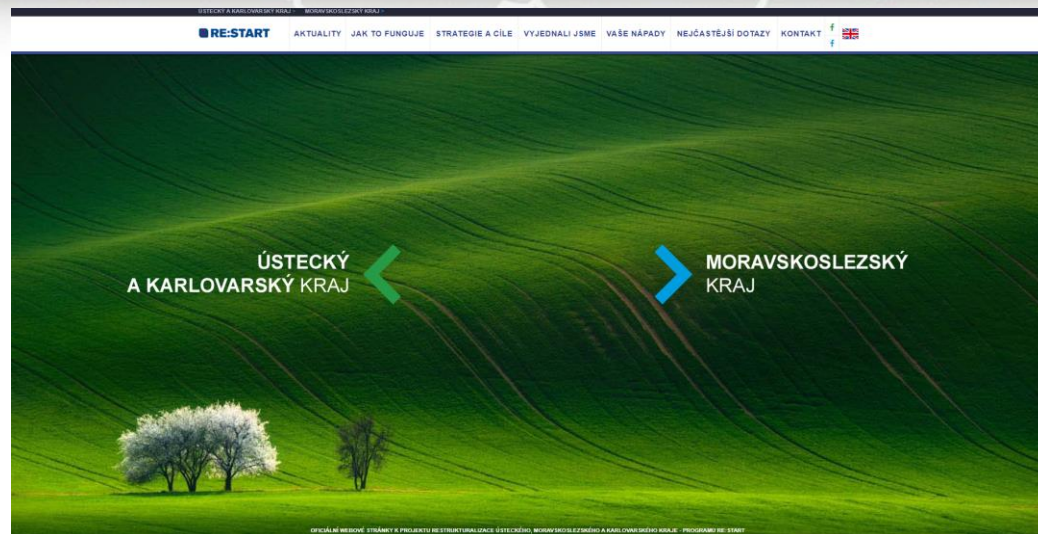 ÚSTECKÝ A KARLOVARSKÝ KRAJ MORAVSKOSLEZSKÝ KRAJ
RE:START AKTUALITY JAK TO FUNGUJE STRATEGIE A CÍLE VYJEDNALI JSME VAŠE NÁPADY NEJČASTĚJŠÍ DOTAZY KONTAKT
ÚSTECKÝ
A KARLOVARSKÝ KRAJ
MORAVSKOSLEZSKÝ
KRAJ
OFICIÁLNÍ WEBOVÉ STRÁNKY K PROJEKTU RESTRUKTURALIZACE ÚSTECKÉHO, MORAVSKOSLEZSKÉHO A KARLOVARSKÉHO KRAJE - PROGRAMU RE:START